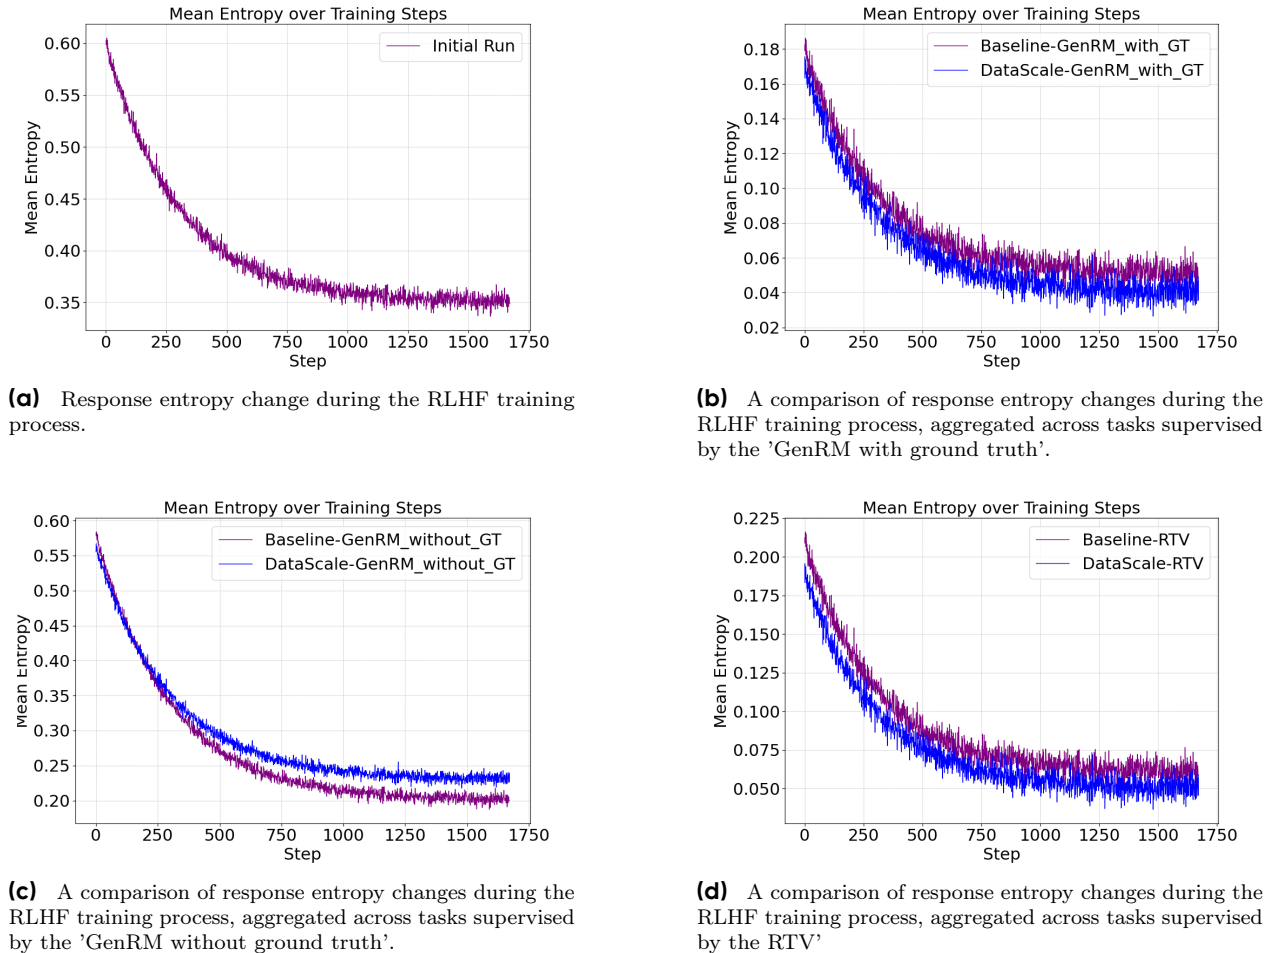 Mean Entropy over Training Steps
Initial Run
0.60
0.55
0.50
0.45
0.40
0.35
Mean Entropy
0 250 500 750 1000 1250 1500 1750
Step
(a) Response entropy change during the RLHF training
process.
Mean Entropy over Training Steps
Baseline-GenRM_with_GT
DataScale-GenRM_with_GT
0.18
0.16
0.14
0.12
0.10
0.08
0.06
0.04
0.02
Mean Entropy
0 250 500 750 1000 1250 1500 1750
Step
(b) A comparison of response entropy changes during the
RLHF training process, aggregated across tasks supervised
by the 'GenRM with ground truth'.
Mean Entropy over Training Steps
Baseline-GenRM_without_GT
DataScale-GenRM_without_GT
0.60
0.55
0.50
0.45
0.40
0.35
0.30
0.25
0.20
Mean Entropy
0 250 500 750 1000 1250 1500 1750
Step
(c) A comparison of response entropy changes during the
RLHF training process, aggregated across tasks supervised
by the 'GenRM without ground truth'.
Mean Entropy over Training Steps
Baseline-RTV
DataScale-RTV
0.225
0.200
0.175
0.150
0.125
0.100
0.075
0.050
Mean Entropy
0 250 500 750 1000 1250 1500 1750
Step
(d) A comparison of response entropy changes during the
RLHF training process, aggregated across tasks supervised
by the RTV'